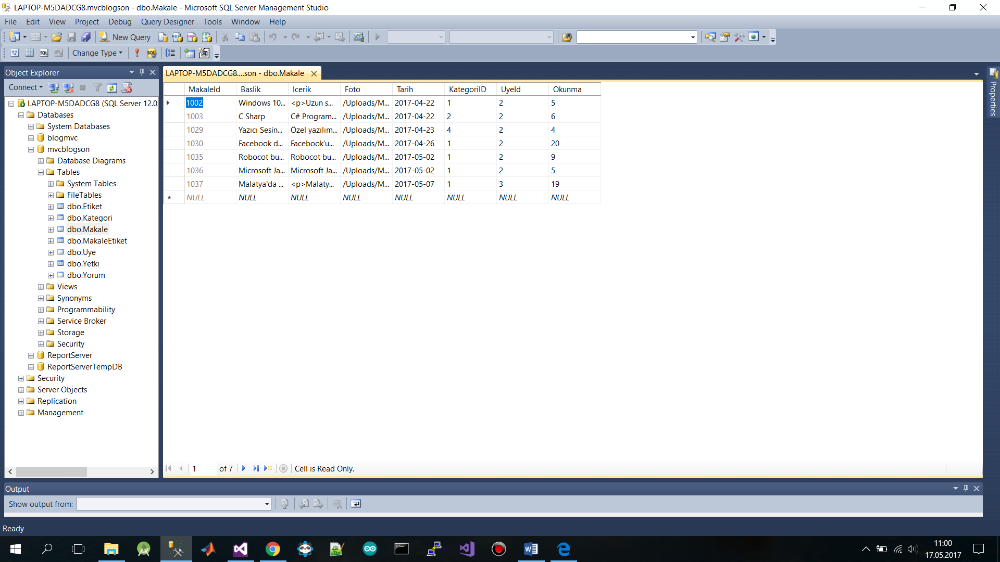 LAPTOP-M5DADCG8.mvcblogson - dbo.Makale - Microsoft SQL Server Management Studio
File Edit View Project Debug Query Designer Tools Window Help
New Query
Change Type
Object Explorer
Connect
LAPTOP-M5DADCG8 (SQL Server 12.0
Databases
System Databases
blogmvc
mvcblogson
Database Diagrams
Tables
System Tables
FileTables
dbo.Etiket
dbo.Kategori
dbo.Makale
dbo.MakaleEtiket
dbo.Uye
dbo.Yetki
dbo.Yorum
Views
Synonyms
Programmability
Service Broker
Storage
Security
ReportServer
ReportServerTempDB
Security
Server Objects
Replication
Management
LAPTOP-M5DADCG8....son - dbo.Makale
MakaleId Baslik Icerik Foto Tarih KategoriID UyeId Okunma
1002 Windows 10... <p>Uzun s... /Uploads/M... 2017-04-22 1 2 5
1003 C Sharp C# Program... /Uploads/M... 2017-04-22 2 2 6
1029 Yazıcı Sesin... Özel yazılım... /Uploads/M... 2017-04-23 4 2 4
1030 Facebook d... Facebook'u... /Uploads/M... 2017-04-26 1 2 20
1035 Robocot bu... Robocot bu... /Uploads/M... 2017-05-02 1 2 9
1036 Microsoft Ja... Microsoft Ja... /Uploads/M... 2017-05-02 1 2 5
1037 Malatya'da ... <p>Malaty... /Uploads/M... 2017-05-07 1 3 19
NULL NULL NULL NULL NULL NULL NULL NULL
1 of 7 Cell is Read Only.
Properties
Output
Show output from:
Ready
11:00
17.05.2017